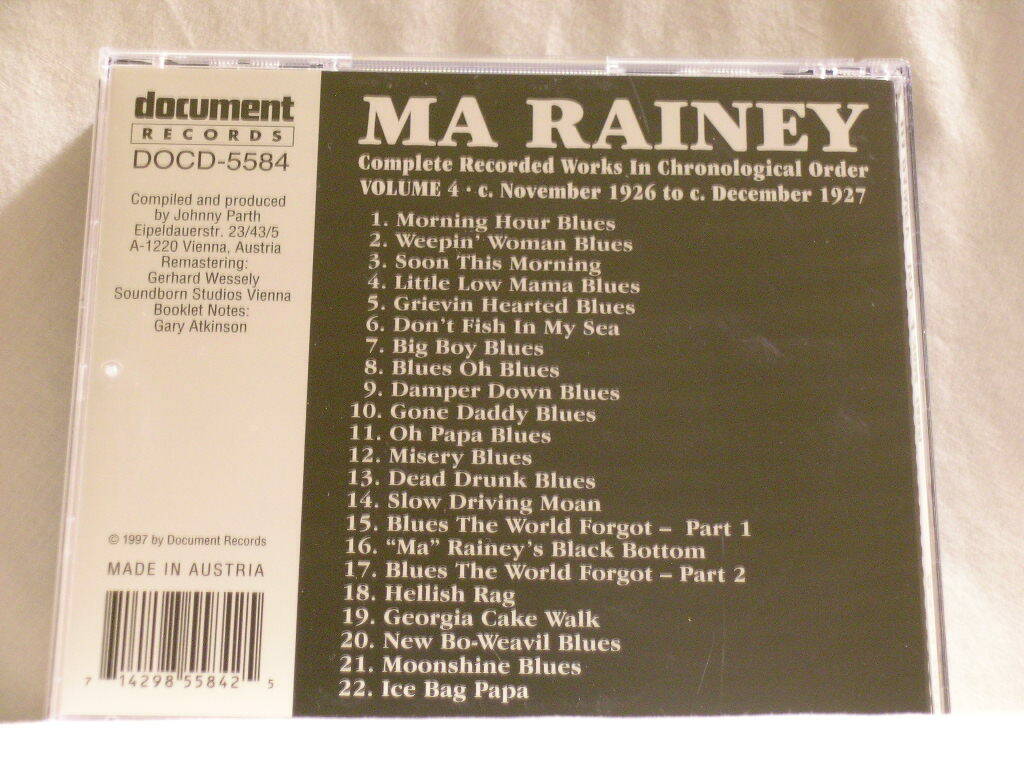 document
RECORDS
DOCD-5584
Compiled and produced
by Johnny Parth
Eipeldauerstr. 23/43/5
A-1220 Vienna, Austria
Remastering:
Gerhard Wessely
Soundborn Studios Vienna
Booklet Notes:
Gary Atkinson
© 1997 by Document Records
MADE IN AUSTRIA
7 14298 55842 5
MA RAINEY
Complete Recorded Works In Chronological Order
VOLUME 4 · c. November 1926 to c. December 1927
1. Morning Hour Blues
2. Weepin' Woman Blues
3. Soon This Morning
4. Little Low Mama Blues
5. Grievin Hearted Blues
6. Don't Fish In My Sea
7. Big Boy Blues
8. Blues Oh Blues
9. Damper Down Blues
10. Gone Daddy Blues
11. Oh Papa Blues
12. Misery Blues
13. Dead Drunk Blues
14. Slow Driving Moan
15. Blues The World Forgot – Part 1
16. “Ma” Rainey's Black Bottom
17. Blues The World Forgot – Part 2
18. Hellish Rag
19. Georgia Cake Walk
20. New Bo-Weavil Blues
21. Moonshine Blues
22. Ice Bag Papa